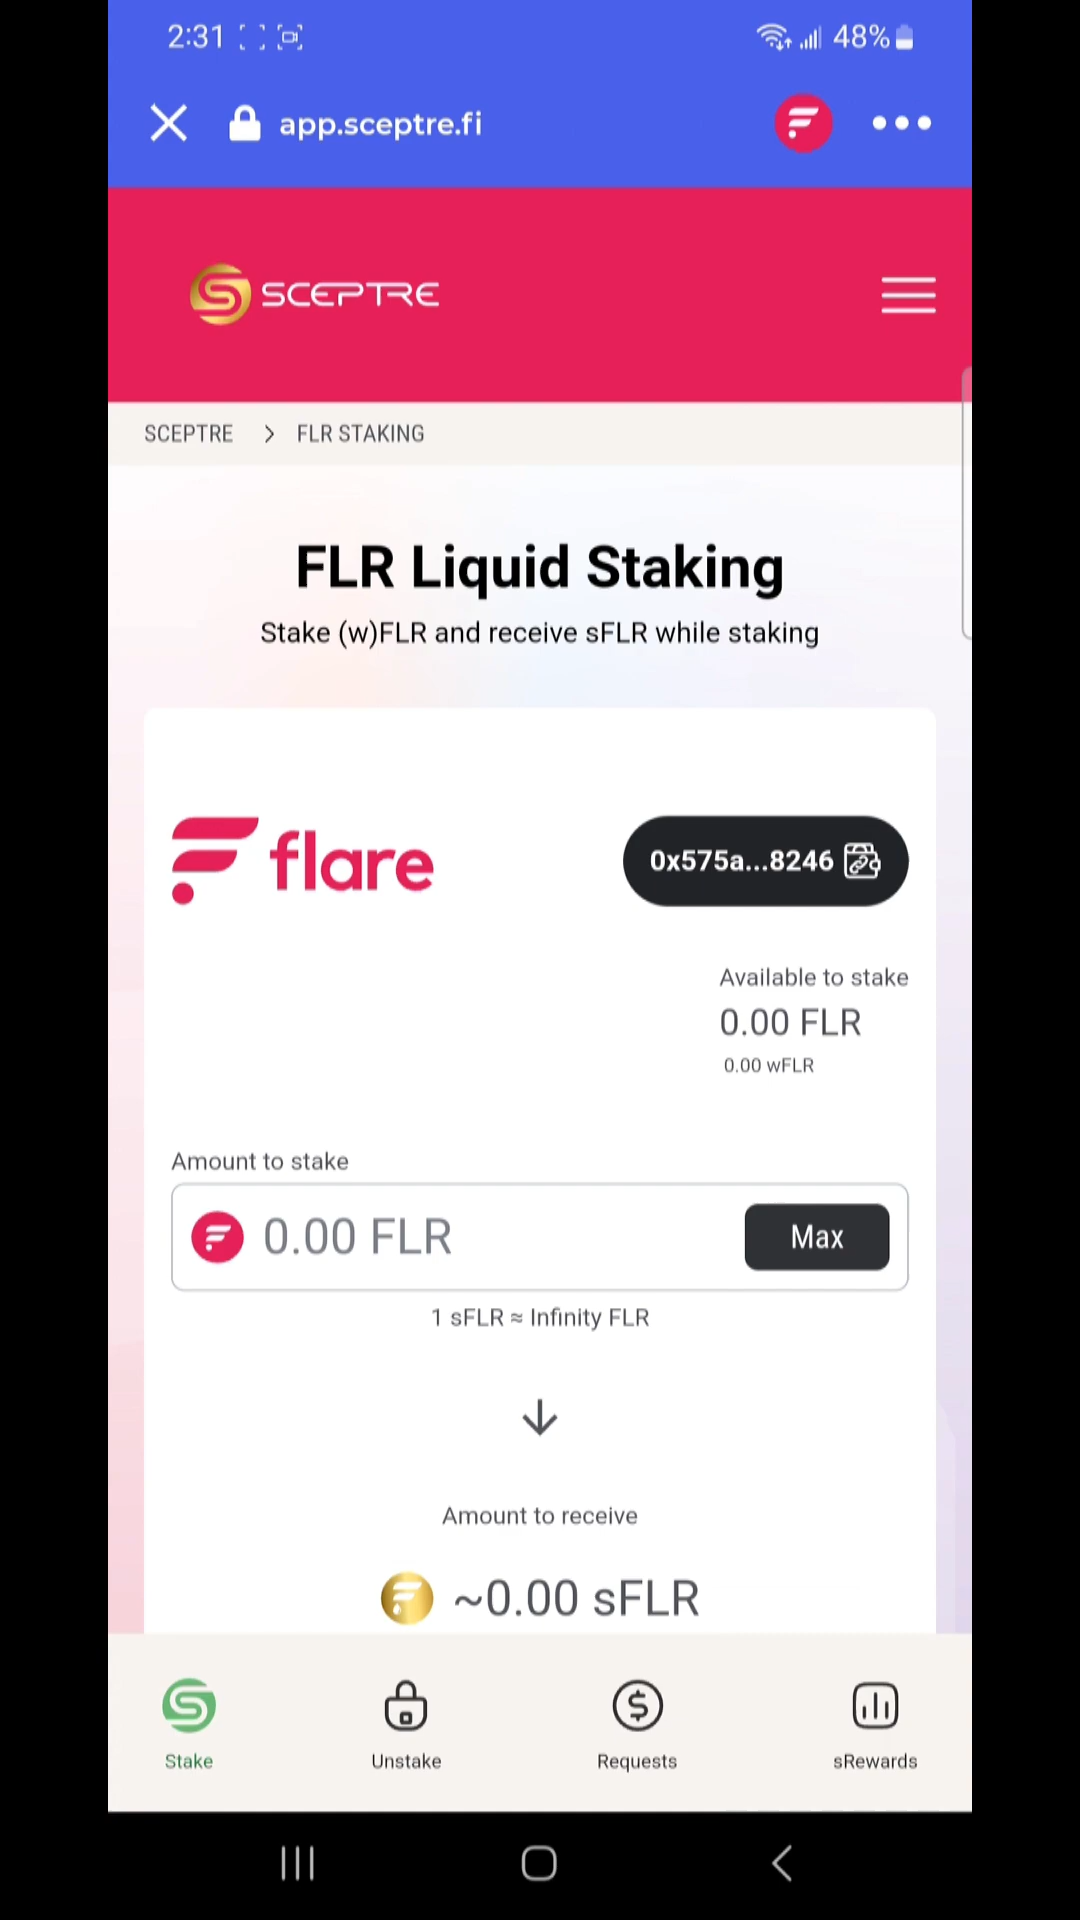 2:31
48%
app.sceptre.fi
SCEPTRE
SCEPTRE > FLR STAKING
FLR Liquid Staking
Stake (w)FLR and receive sFLR while staking
flare
0x575a...8246
Available to stake
0.00 FLR
0.00 wFLR
Amount to stake
0.00 FLR
Max
1 sFLR ≈ Infinity FLR
Amount to receive
~0.00 sFLR
Stake
Unstake
Requests
sRewards